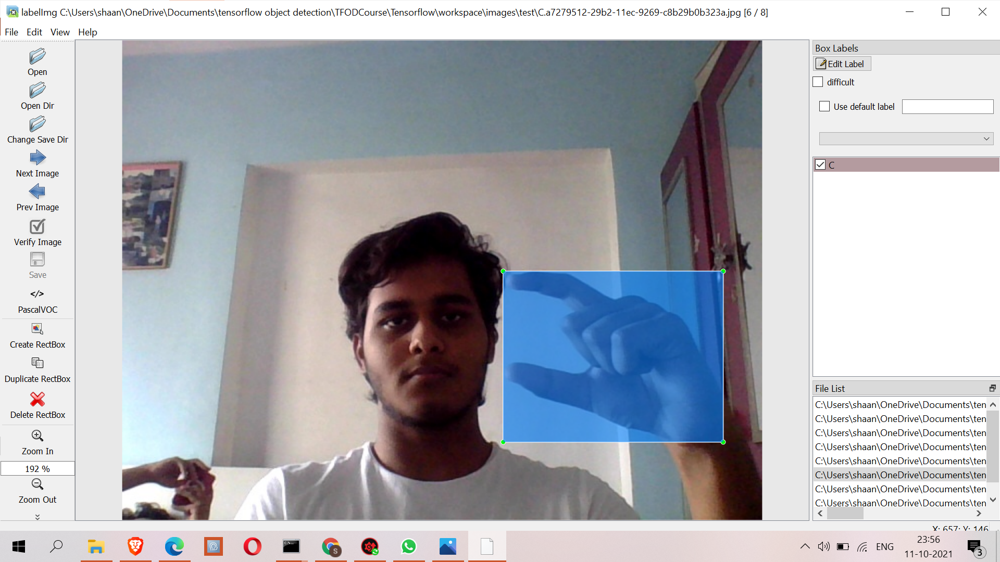 labelImg C:\Users\shaan\OneDrive\Documents\tensorflow object detection\TFODCourse\Tensorflow\workspace\images\test\C.a7279512-29b2-11ec-9269-c8b29b0b323a.jpg [6 / 8]
File Edit View Help
Open
Open Dir
Change Save Dir
Next Image
Prev Image
Verify Image
Save
</>
PascalVOC
Create RectBox
Duplicate RectBox
Delete RectBox
Zoom In
192 %
Zoom Out
Box Labels
Edit Label
difficult
Use default label
C
File List
C:\Users\shaan\OneDrive\Documents\ten
C:\Users\shaan\OneDrive\Documents\ten
C:\Users\shaan\OneDrive\Documents\ten
C:\Users\shaan\OneDrive\Documents\ten
C:\Users\shaan\OneDrive\Documents\ten
C:\Users\shaan\OneDrive\Documents\ten
C:\Users\shaan\OneDrive\Documents\ten
C:\Users\shaan\OneDrive\Documents\ten
X: 657; Y: 146
S
ENG
23:56
11-10-2021
3